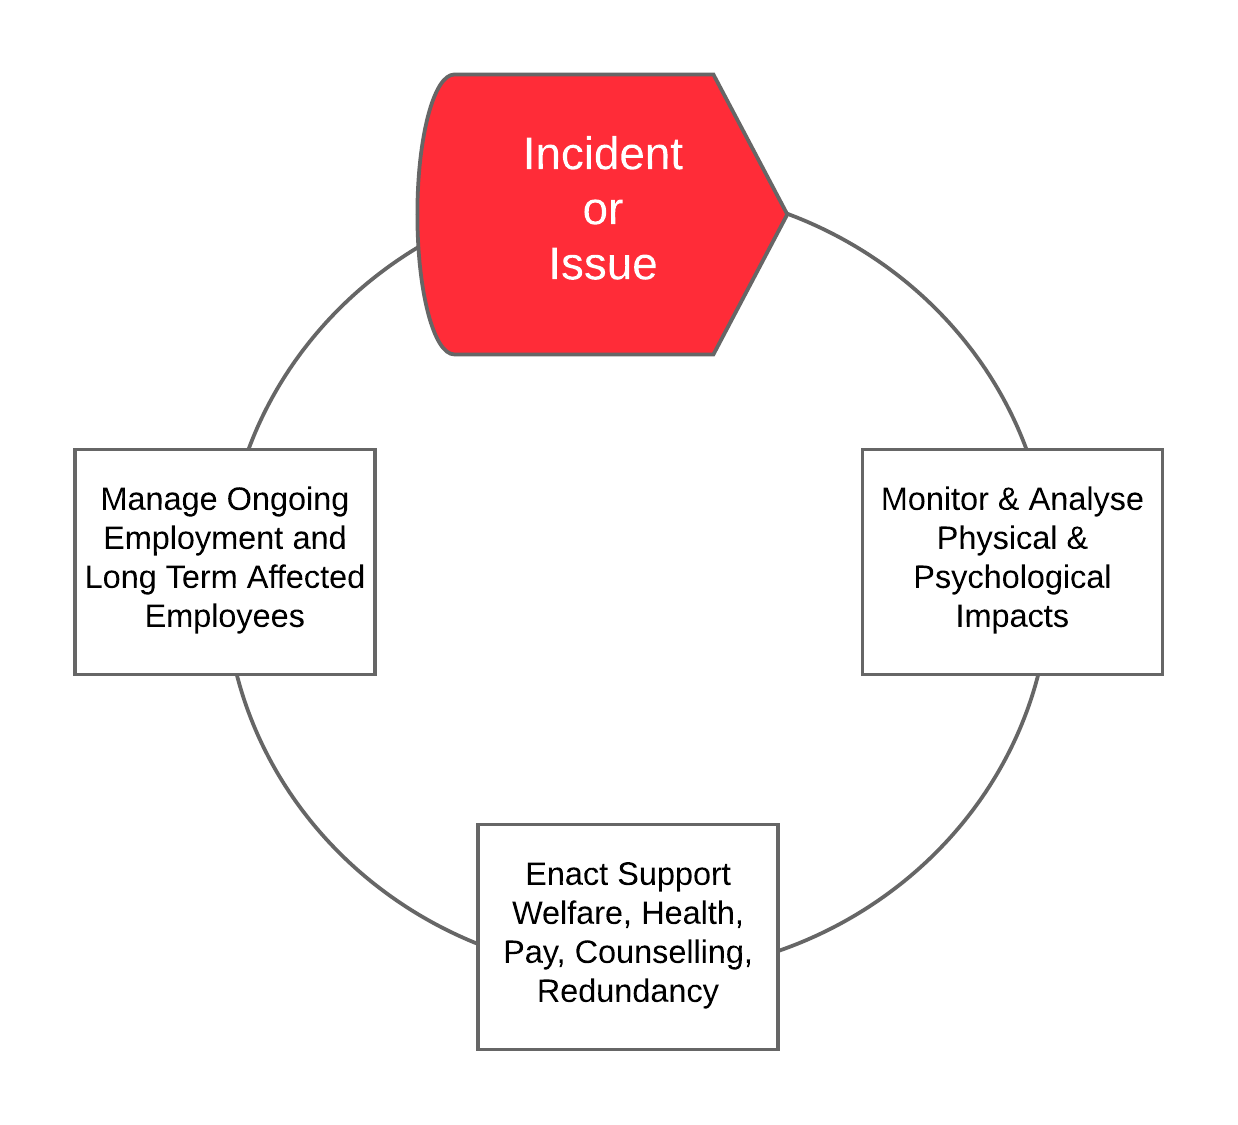 Incident
or
Issue
Monitor & Analyse
Physical &
Psychological
Impacts
Enact Support
Welfare, Health,
Pay, Counselling,
Redundancy
Manage Ongoing
Employment and
Long Term Affected
Employees